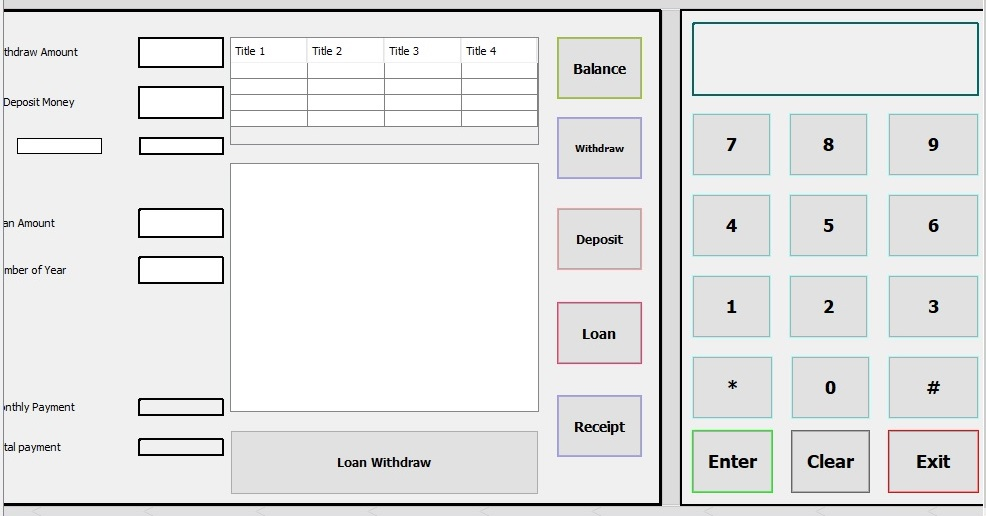 thdraw Amount
Deposit Money
an Amount
mber of Year
onthly Payment
tal payment
Title 1 Title 2 Title 3 Title 4
Loan Withdraw
Balance
Withdraw
Deposit
Loan
Receipt
7 8 9
4 5 6
1 2 3
* 0 #
Enter Clear Exit